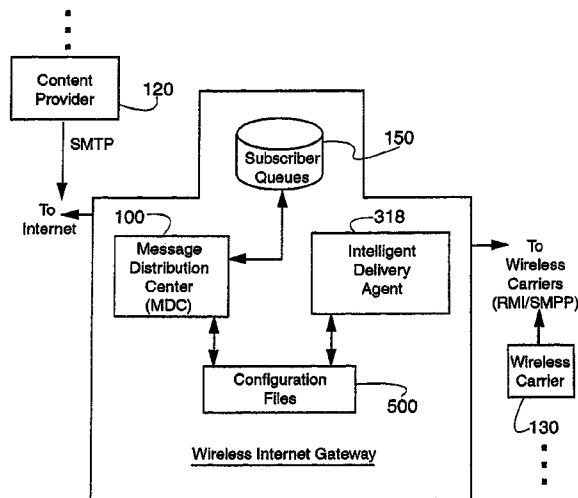 Content
Provider
120
SMTP
To
Internet
Subscriber
Queues
150
100
Message
Distribution
Center
(MDC)
318
Intelligent
Delivery
Agent
To
Wireless
Carriers
(RMI/SMPP)
Configuration
Files
500
Wireless
Carrier
130
Wireless Internet Gateway